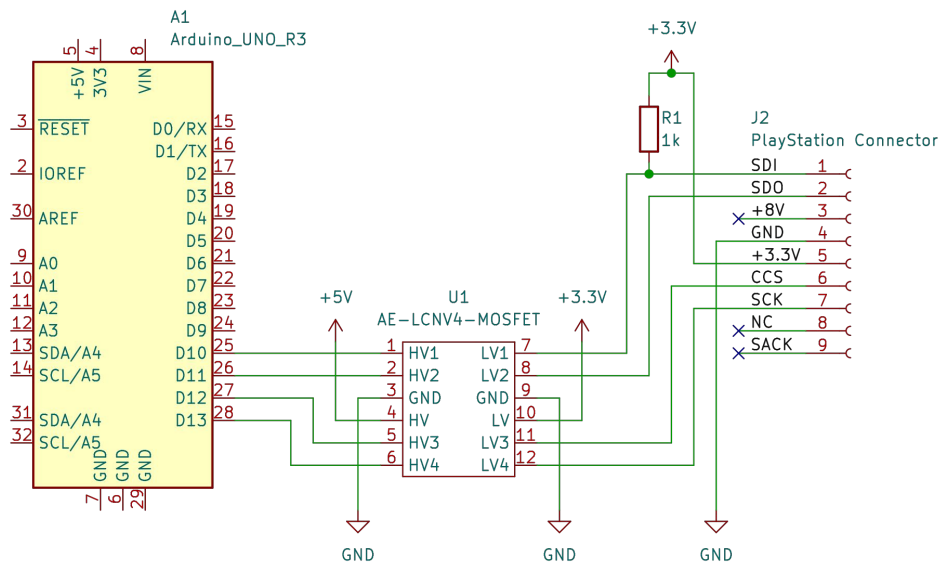 A1
Arduino_UNO_R3
5
4
8
+5V
3V3
VIN
3
RESET
2
IOREF
30
AREF
9
A0
10
A1
11
A2
12
A3
13
SDA/A4
14
SCL/A5
31
SDA/A4
32
SCL/A5
GND
GND
GND
7
6
29
D0/RX
15
D1/TX
16
D2
17
D3
18
D4
19
D5
20
D6
21
D7
22
D8
23
D9
24
D10
25
D11
26
D12
27
D13
28
+5V
U1
AE-LCNV4-MOSFET
+3.3V
1
HV1
LV1
7
2
HV2
LV2
8
3
GND
GND
9
4
HV
LV
10
5
HV3
LV3
11
6
HV4
LV4
12
GND
GND
GND
+3.3V
R1
1k
J2
PlayStation Connector
SDI
1
SDO
2
+8V
3
GND
4
+3.3V
5
CCS
6
SCK
7
NC
8
SACK
9